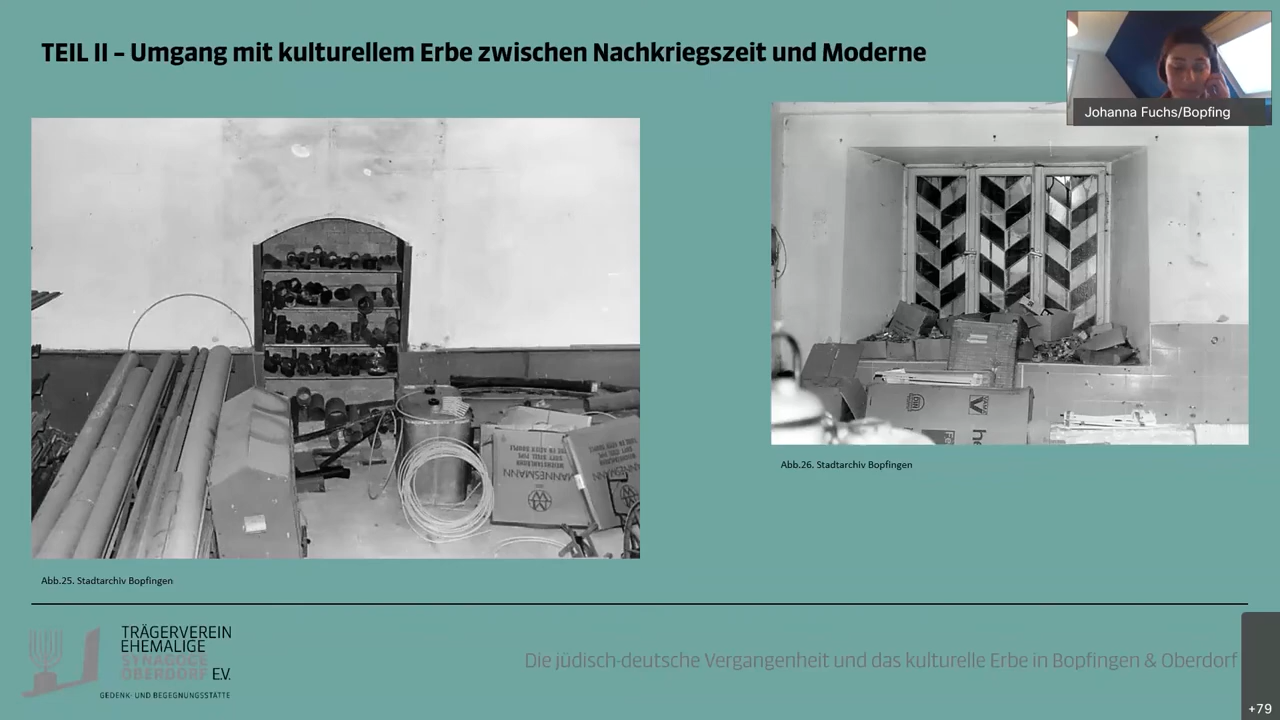 TEIL II – Umgang mit kulturellem Erbe zwischen Nachkriegszeit und Moderne
Johanna Fuchs/Bopfing
MANNESMANN
Abb.26. Stadtarchiv Bopfingen
Abb.25. Stadtarchiv Bopfingen
TRÄGERVEREIN
EHEMALIGE
SYNAGOGE
OBERDORF E.V.
GEDENK- UND BEGEGNUNGSSTÄTTE
Die jüdisch-deutsche Vergangenheit und das kulturelle Erbe in Bopfingen & Oberdorf
+79